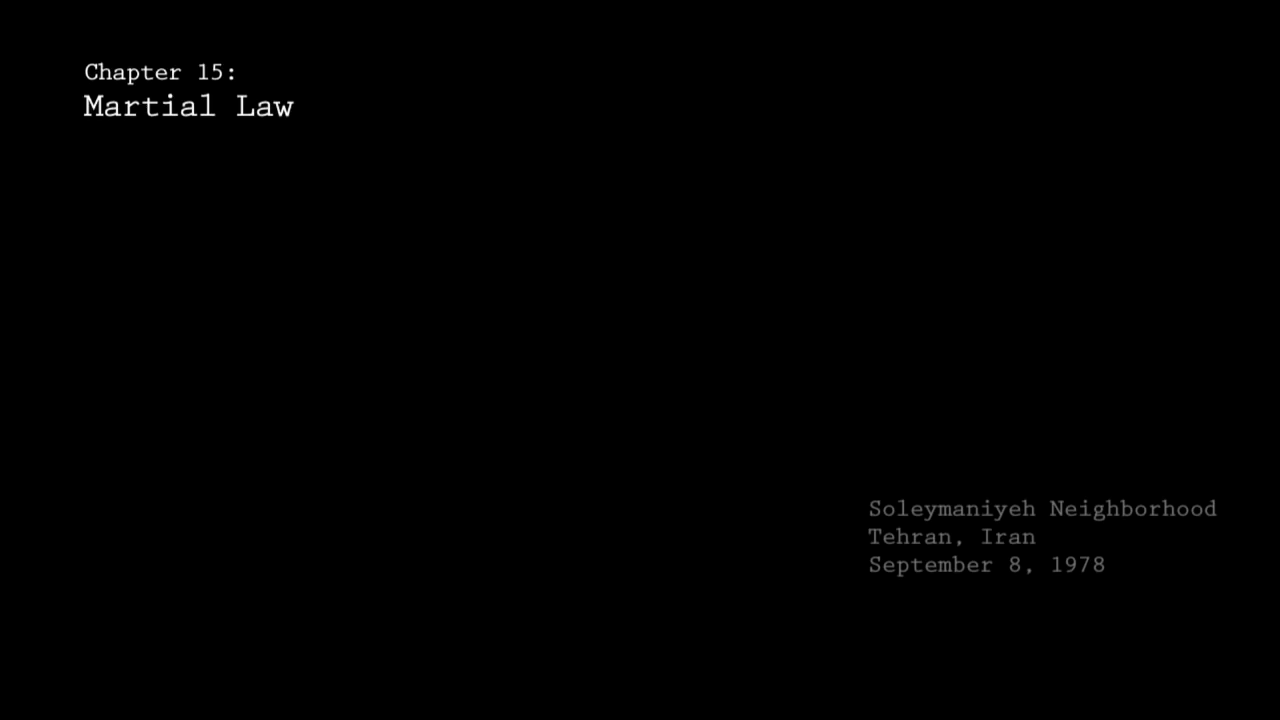 Chapter 15:
Martial Law
Soleymaniyeh Neighborhood
Tehran, Iran
September 8, 1978